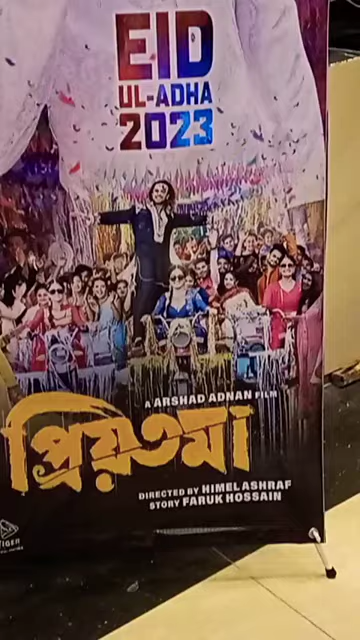 EID
UL-ADHA
2023
A ARSHAD ADNAN FILM
প্রিয়তমা
DIRECTED BY HIMEL ASHRAF
STORY FARUK HOSSAIN